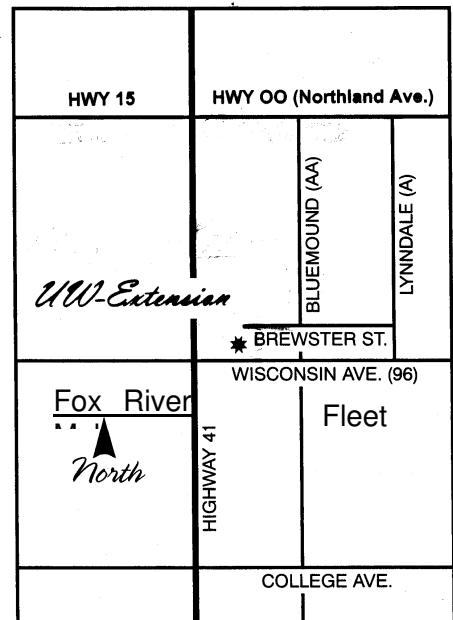 HWY 15
HWY OO (Northland Ave.)
BLUEMOUND (AA)
LYNNDALE (A)
UW-Extension
BREWSTER ST.
WISCONSIN AVE. (96)
Fox River
Fleet
North
HIGHWAY 41
COLLEGE AVE.